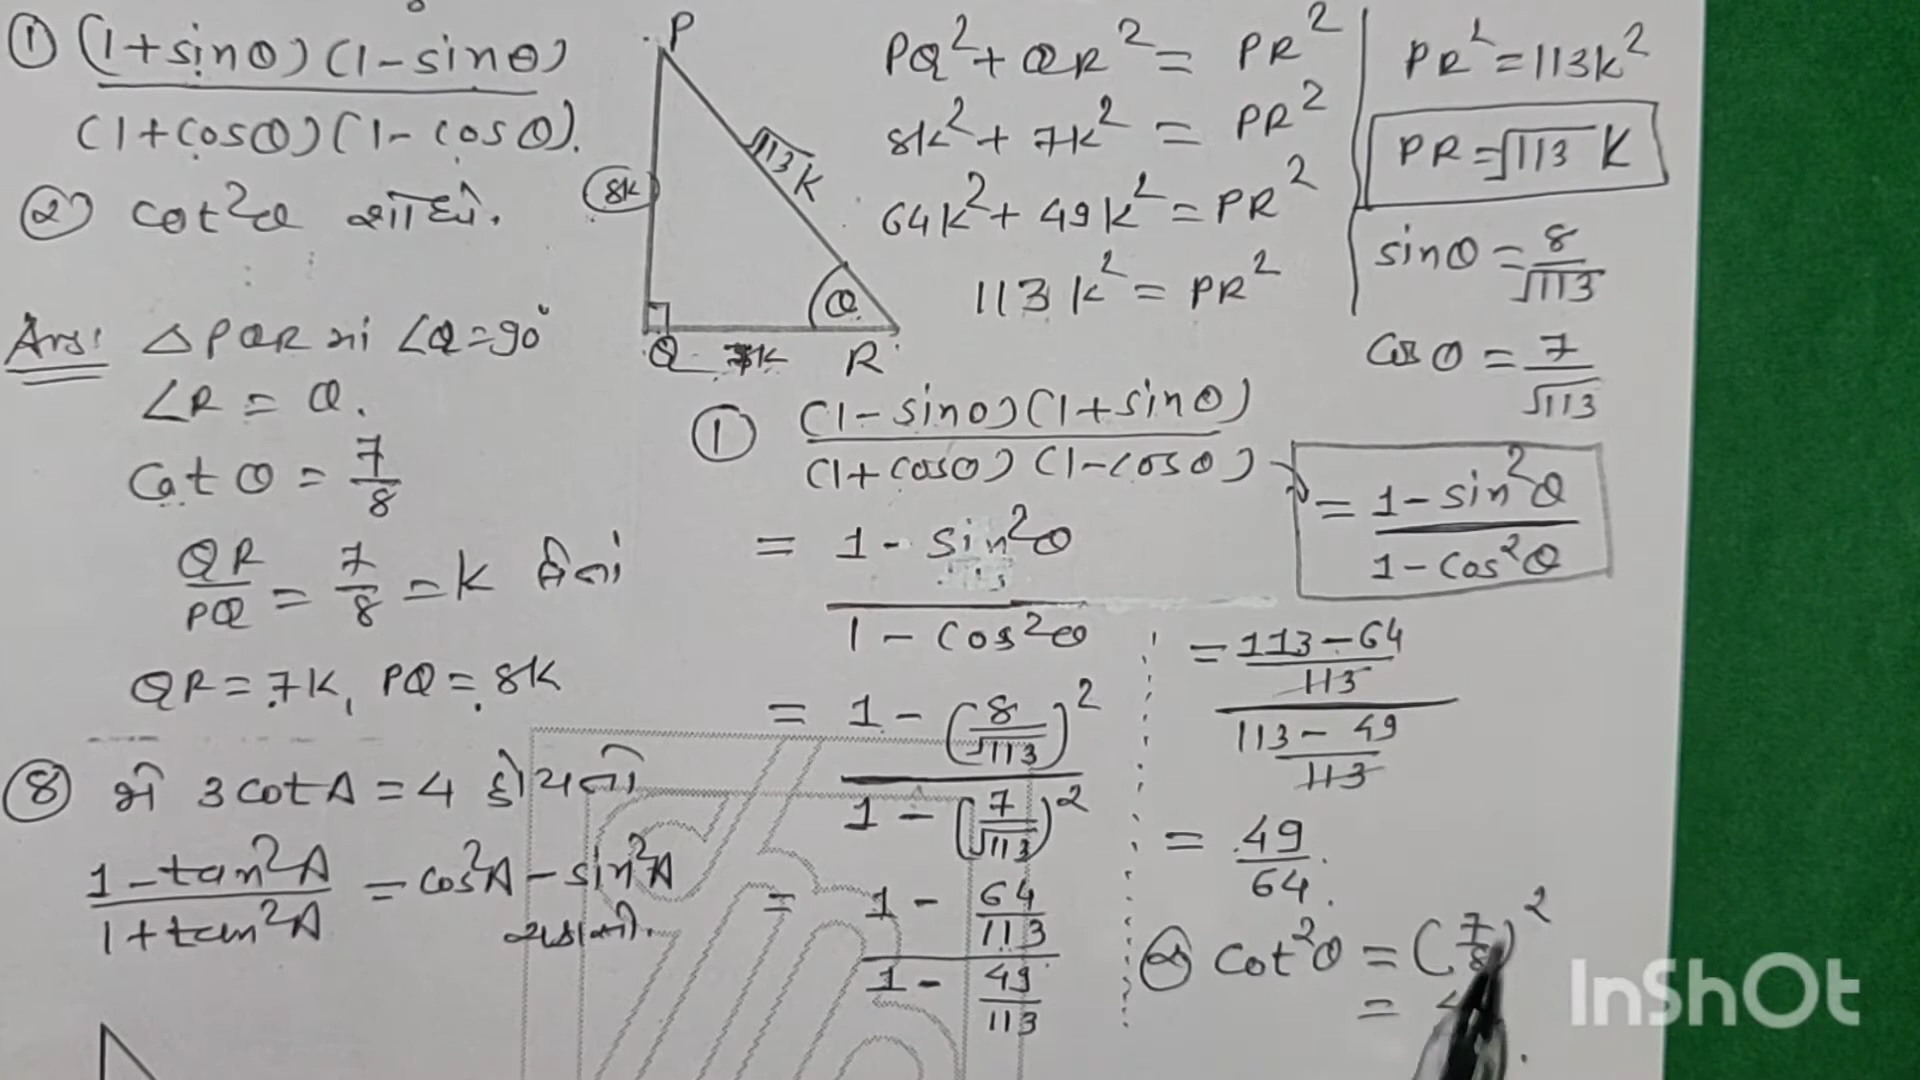 ① (1+sinθ)(1-sinθ)
(1+cosθ)(1-cosθ).
② cot²θ શોધો.
Ans: △PQR માં ∠Q=90°
∠R = θ.
Cot θ = 7/8
QR/PQ = 7/8 = K
QR = 7K, PQ = 8K
⑧ જો 3cotA = 4 હોય તો
1-tan²A/1+tan²A = cos²A - sin²A
ચકાસો.
P
8K
√113 K
θ
Q 7K R
PQ² + QR² = PR²
8K² + 7K² = PR²
64K² + 49K² = PR²
113K² = PR²
PR² = 113K²
PR = √113 K
sinθ = 8/√113
cosθ = 7/√113
① (1-sinθ)(1+sinθ)
(1+cosθ)(1-cosθ)
= 1-sin²θ
1-cos²θ
= 1-sin²θ
1-cos²θ
= 1-(8/√113)²
1-(7/√113)²
= 1-64/113
1-49/113
= 113-64/113
113-49/113
= 49/64.
② Cot²θ = (7/8)²
= 4
InShOt